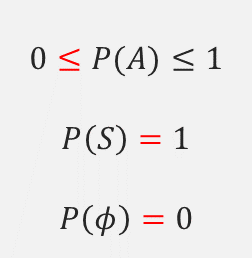 0 ≤ P(A) ≤ 1
P(S) = 1
P(ϕ) = 0